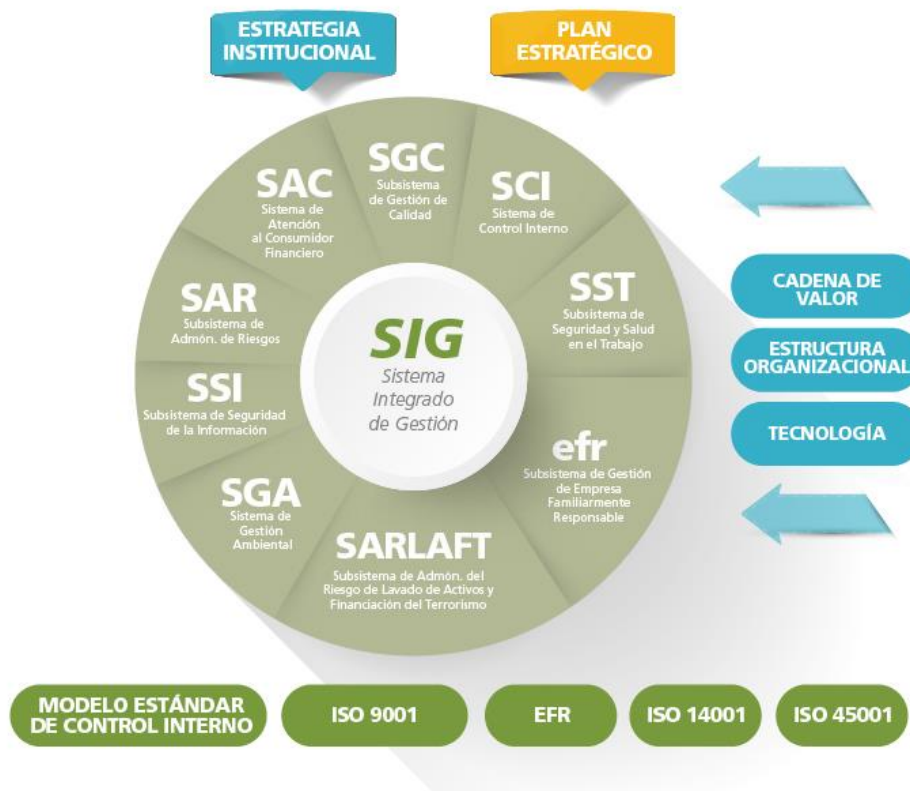 ESTRATEGIA
INSTITUCIONAL
PLAN
ESTRATÉGICO
SGC
Subsistema
de Gestión de
Calidad
SCI
Sistema de
Control Interno
SST
Subsistema de
Seguridad y Salud
en el Trabajo
efr
Subsistema de Gestión
de Empresa
Familiarmente
Responsable
SARLAFT
Subsistema de Admón. del
Riesgo de Lavado de Activos y
Financiación del Terrorismo
SGA
Sistema de
Gestión
Ambiental
SSI
Subsistema de Seguridad
de la Información
SAR
Subsistema de
Admón. de Riesgos
SAC
Sistema de
Atención
al Consumidor
Financiero
SIG
Sistema
Integrado
de Gestión
CADENA DE
VALOR
ESTRUCTURA
ORGANIZACIONAL
TECNOLOGÍA
MODELO ESTÁNDAR
DE CONTROL INTERNO
ISO 9001
EFR
ISO 14001
ISO 45001